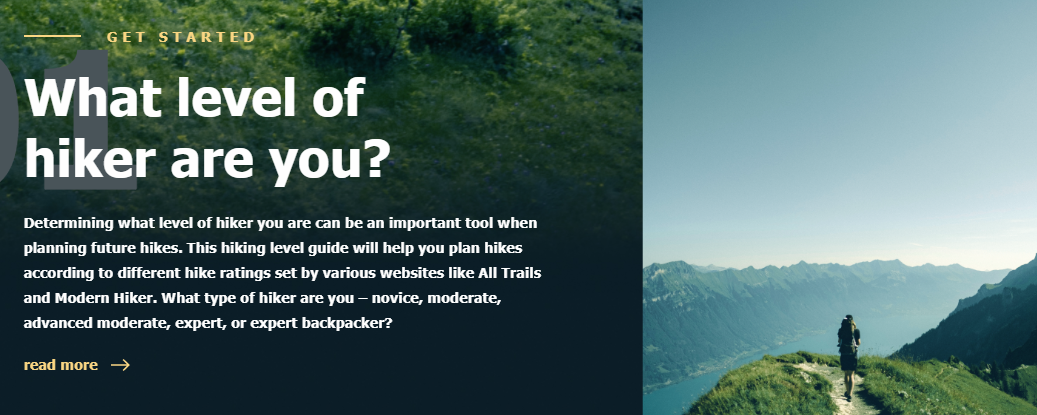 GET STARTED
01
What level of
hiker are you?
Determining what level of hiker you are can be an important tool when
planning future hikes. This hiking level guide will help you plan hikes
according to different hike ratings set by various websites like All Trails
and Modern Hiker. What type of hiker are you – novice, moderate,
advanced moderate, expert, or expert backpacker?
read more